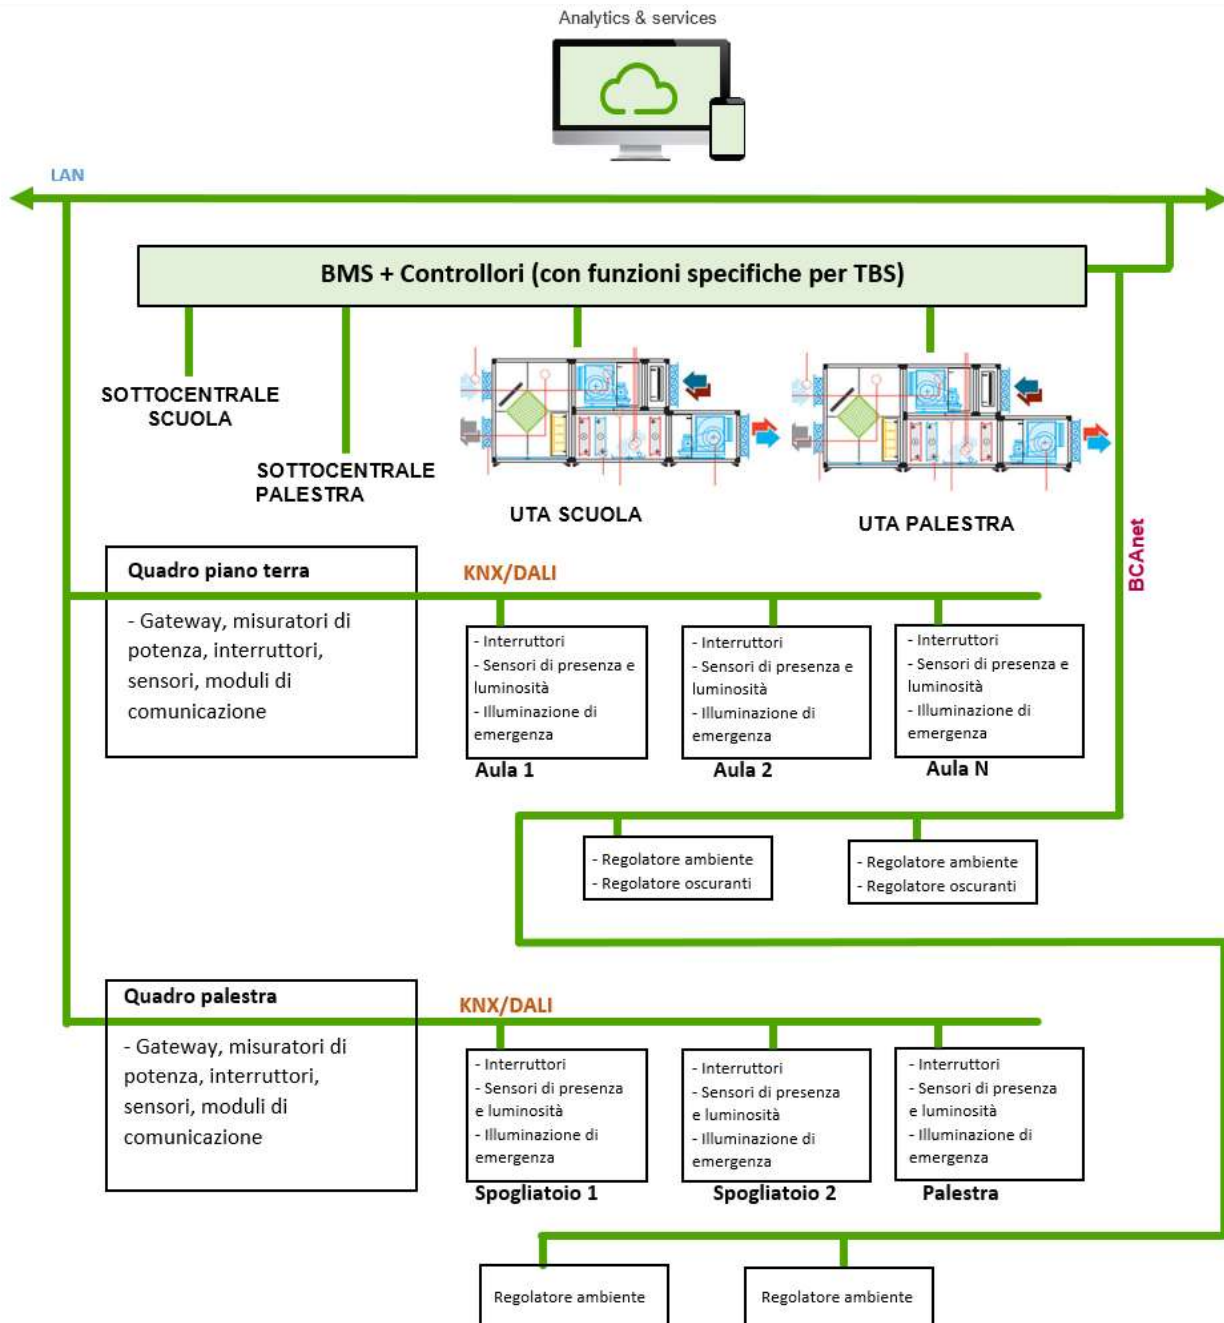 Analytics & services
LAN
BMS + Controllori (con funzioni specifiche per TBS)
SOTTOCENTRALE
SCUOLA
SOTTOCENTRALE
PALESTRA
UTA SCUOLA
UTA PALESTRA
BCAnet
Quadro piano terra
- Gateway, misuratori di
potenza, interruttori,
sensori, moduli di
comunicazione
KNX/DALI
- Interruttori
- Sensori di presenza e
luminosità
- Illuminazione di
emergenza
Aula 1
- Interruttori
- Sensori di presenza e
luminosità
- Illuminazione di
emergenza
Aula 2
- Interruttori
- Sensori di presenza e
luminosità
- Illuminazione di
emergenza
Aula N
- Regolatore ambiente
- Regolatore oscuranti
- Regolatore ambiente
- Regolatore oscuranti
Quadro palestra
- Gateway, misuratori di
potenza, interruttori,
sensori, moduli di
comunicazione
KNX/DALI
- Interruttori
- Sensori di presenza
e luminosità
- Illuminazione di
emergenza
Spogliatoio 1
- Interruttori
- Sensori di presenza
e luminosità
- Illuminazione di
emergenza
Spogliatoio 2
- Interruttori
- Sensori di presenza
e luminosità
- Illuminazione di
emergenza
Palestra
Regolatore ambiente
Regolatore ambiente